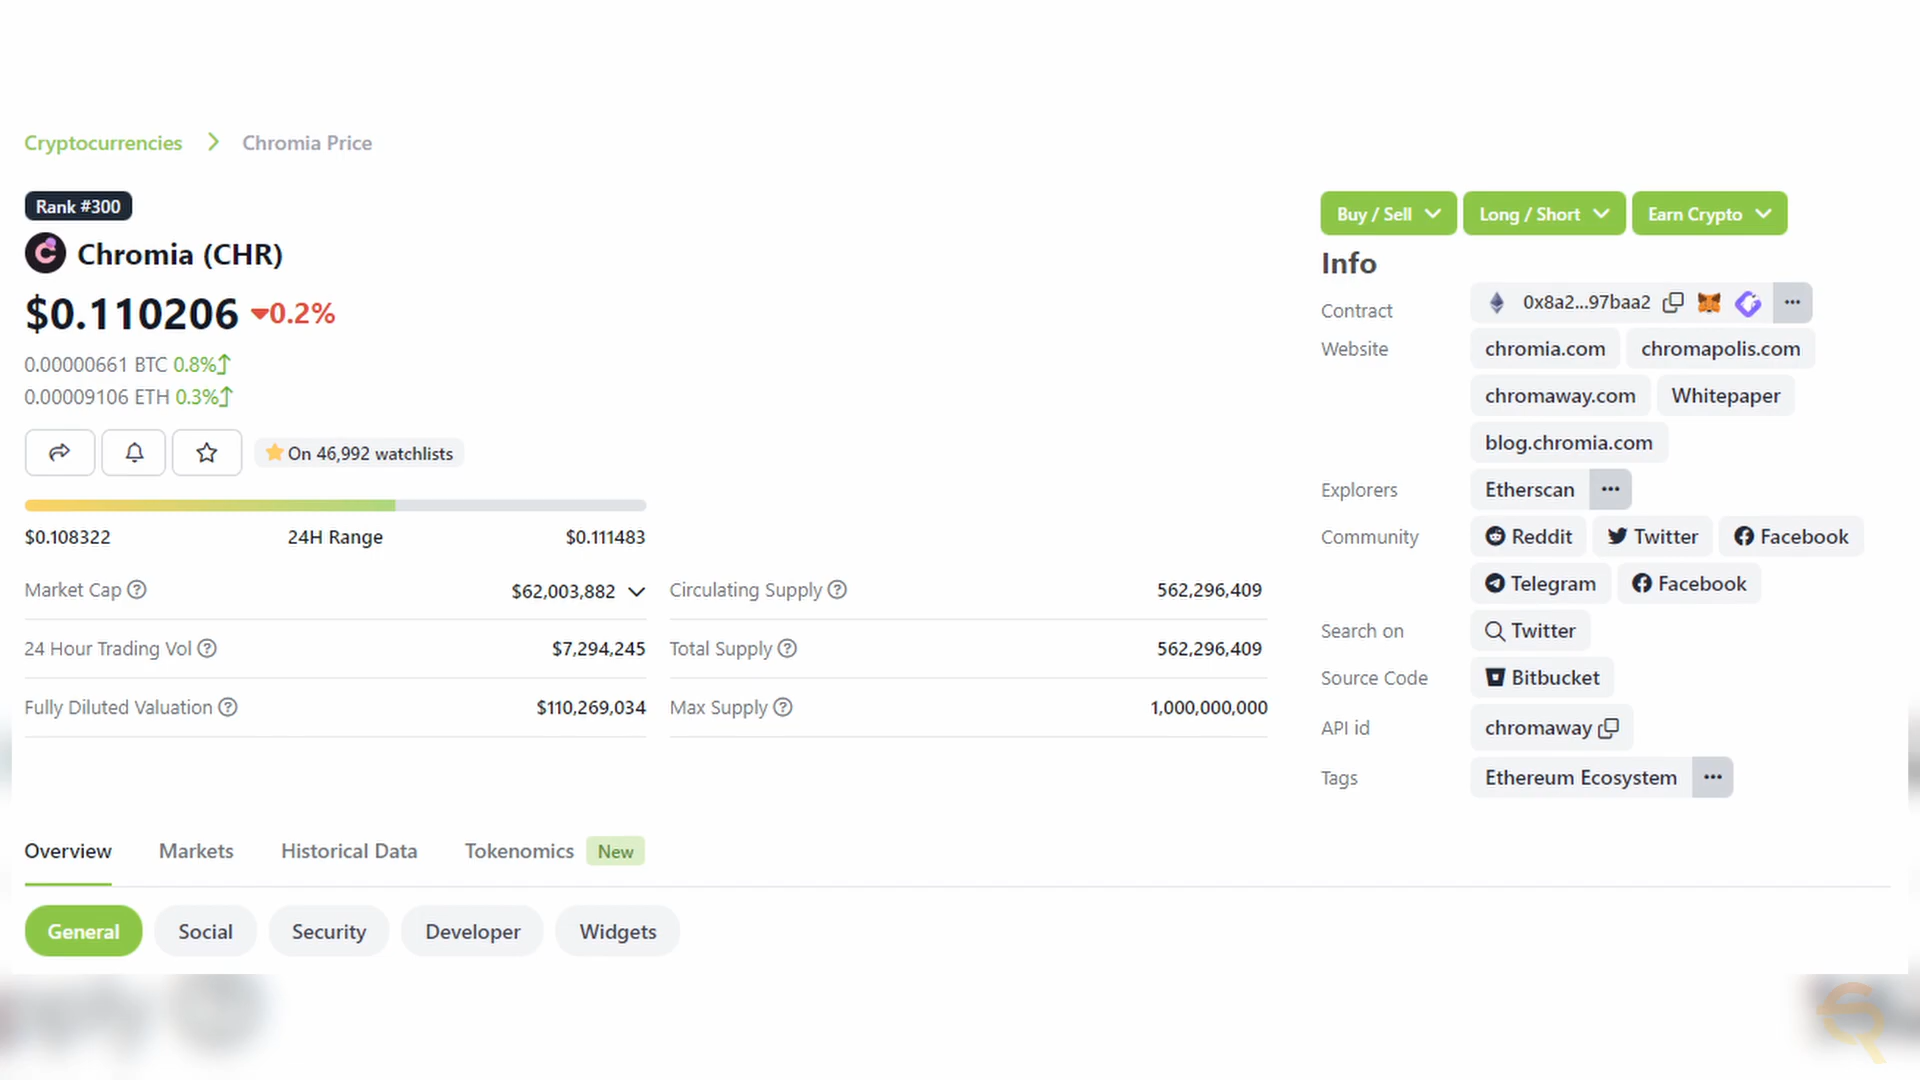 Cryptocurrencies Chromia Price
Rank #300
Chromia (CHR)
$0.110206 0.2%
0.00000661 BTC 0.8%
0.00009106 ETH 0.3%
On 46,992 watchlists
$0.108322 24H Range $0.111483
Market Cap $62,003,882
24 Hour Trading Vol $7,294,245
Fully Diluted Valuation $110,269,034
Circulating Supply 562,296,409
Total Supply 562,296,409
Max Supply 1,000,000,000
Buy / Sell Long / Short Earn Crypto
Info
Contract 0x8a2...97baa2 ...
Website chromia.com chromapolis.com
chromaway.com Whitepaper
blog.chromia.com
Explorers Etherscan ...
Community Reddit Twitter Facebook
Telegram Facebook
Search on Twitter
Source Code Bitbucket
API id chromaway
Tags Ethereum Ecosystem ...
Overview Markets Historical Data Tokenomics New
General Social Security Developer Widgets